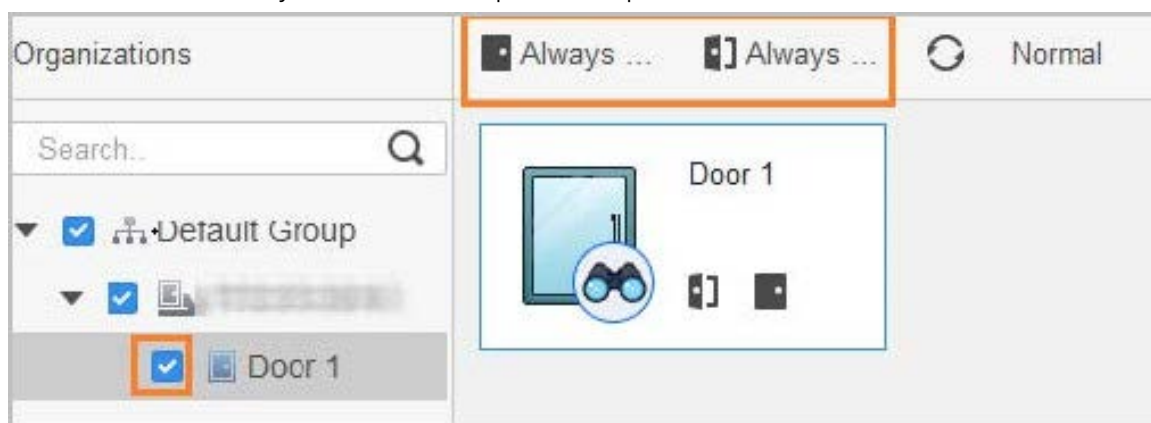 Organizations
Always ... Always ... Normal
Search..
Door 1
Default Group
Door 1